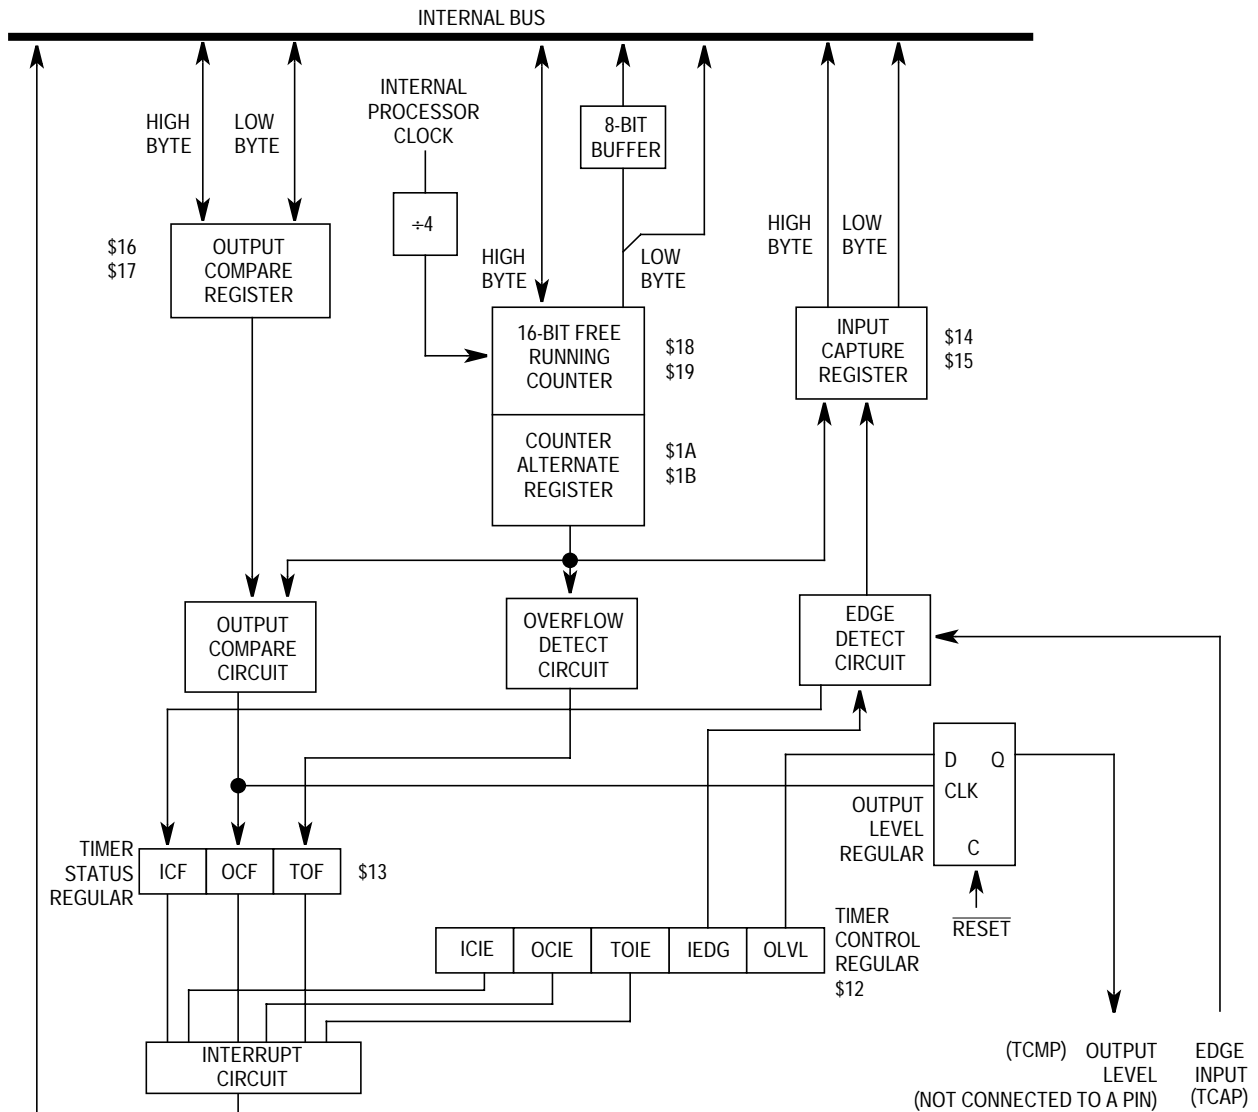 INTERNAL BUS
HIGH
BYTE
LOW
BYTE
INTERNAL
PROCESSOR
CLOCK
÷4
8-BIT
BUFFER
HIGH
BYTE
LOW
BYTE
HIGH
BYTE
LOW
BYTE
$16
$17
OUTPUT
COMPARE
REGISTER
16-BIT FREE
RUNNING
COUNTER
$18
$19
COUNTER
ALTERNATE
REGISTER
$1A
$1B
INPUT
CAPTURE
REGISTER
$14
$15
OUTPUT
COMPARE
CIRCUIT
OVERFLOW
DETECT
CIRCUIT
EDGE
DETECT
CIRCUIT
D Q
CLK
C
OUTPUT
LEVEL
REGULAR
RESET
TIMER
STATUS
REGULAR
ICF OCF TOF
$13
ICIE OCIE TOIE IEDG OLVL
TIMER
CONTROL
REGULAR
$12
INTERRUPT
CIRCUIT
(TCMP) OUTPUT
LEVEL
(NOT CONNECTED TO A PIN)
EDGE
INPUT
(TCAP)